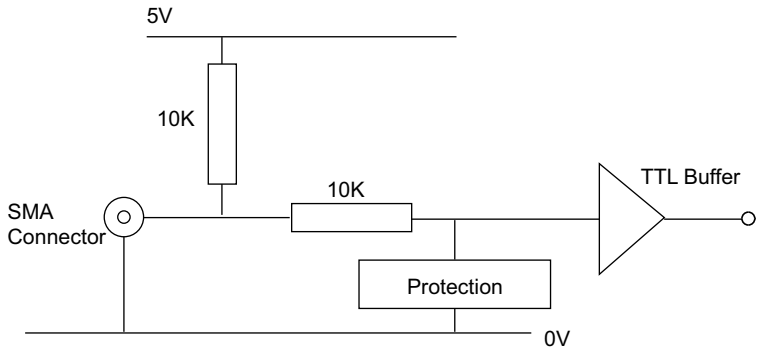 5V
10K
10K
TTL Buffer
SMA
Connector
Protection
0V